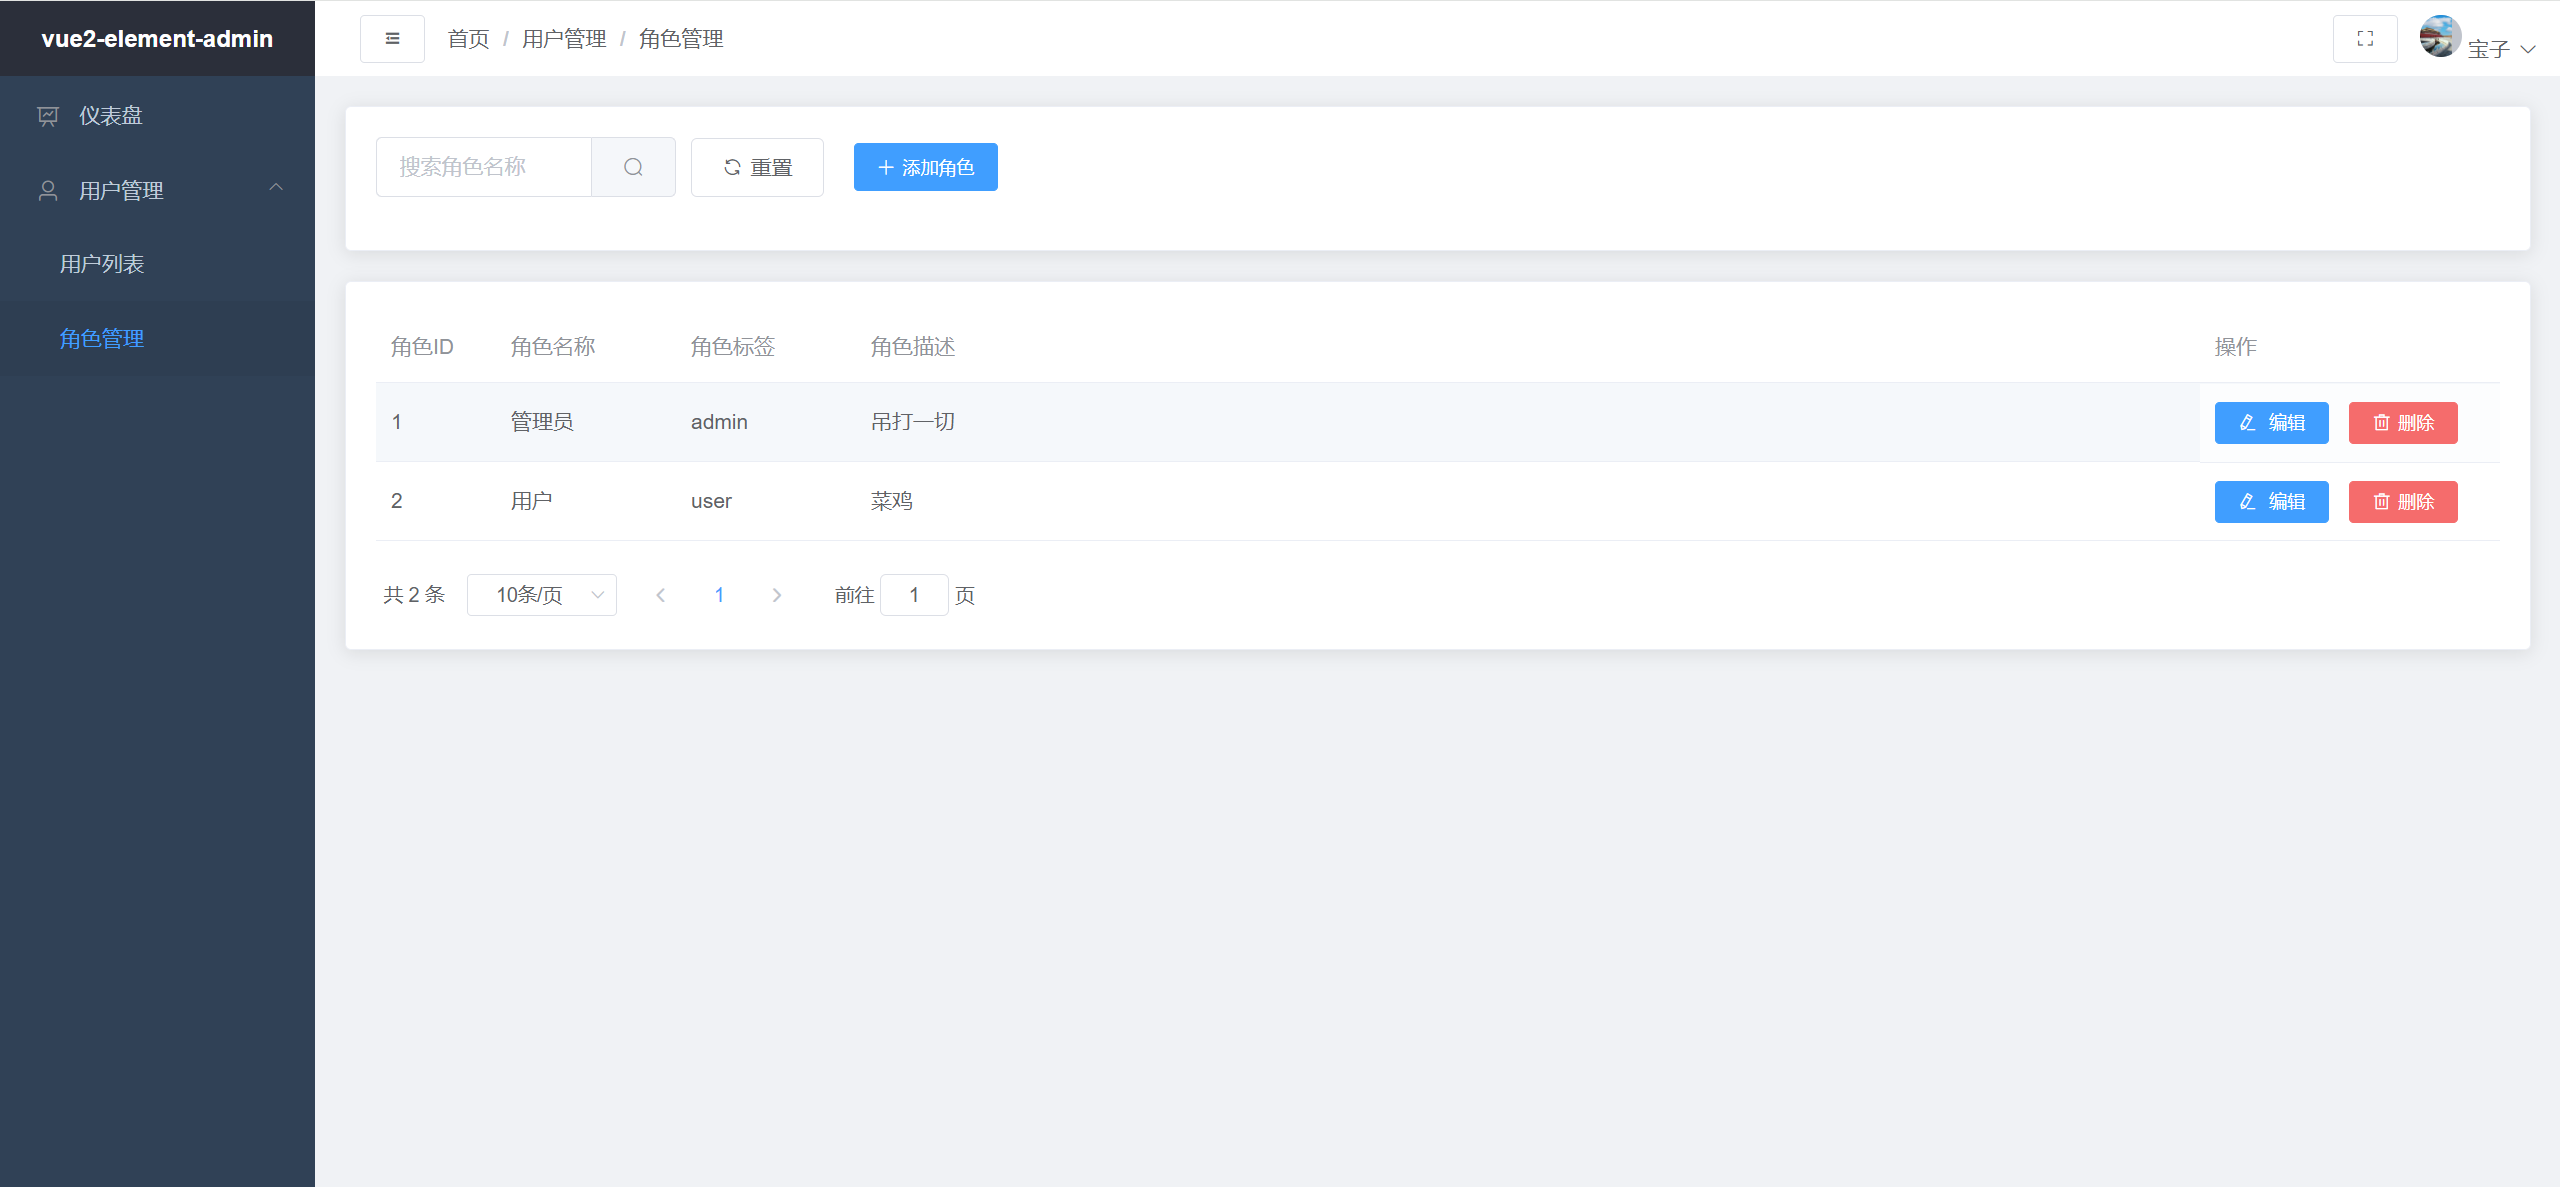 vue2-element-admin
首页 / 用户管理 / 角色管理
宝子
仪表盘
用户管理
用户列表
角色管理
搜索角色名称 重置 添加角色
角色ID 角色名称 角色标签 角色描述 操作
1 管理员 admin 吊打一切 编辑 删除
2 用户 user 菜鸡 编辑 删除
共 2 条 10条/页 1 前往 1 页